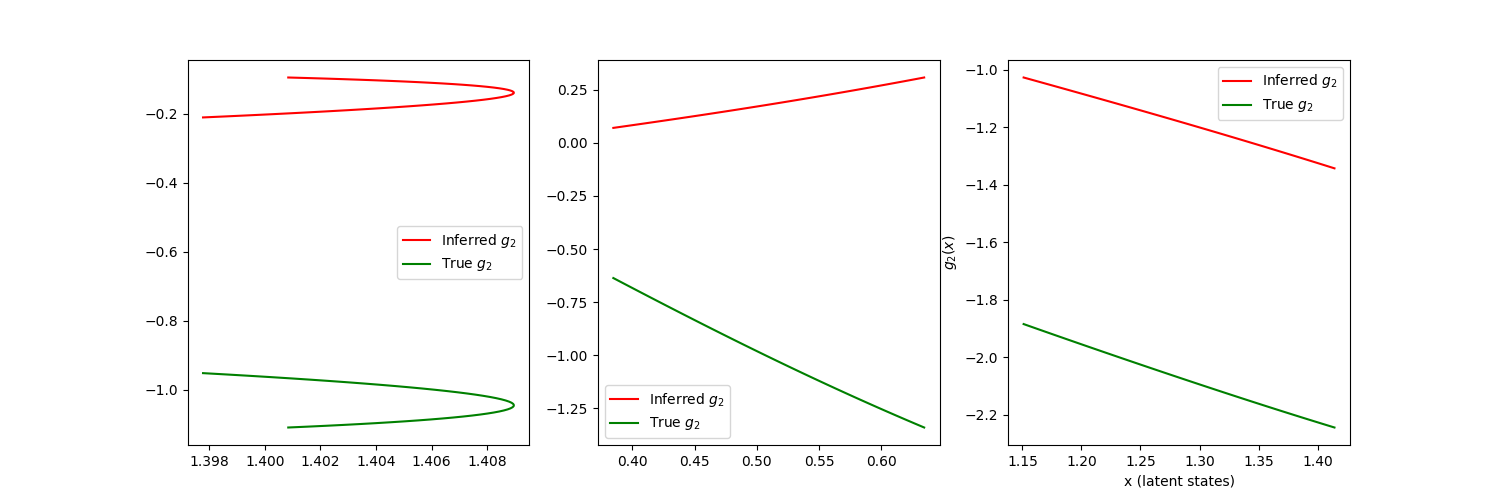 −0.2
−0.4
−0.6
−0.8
−1.0
1.398 1.400 1.402 1.404 1.406 1.408
Inferred g₂
True g₂
0.25
0.00
−0.25
−0.50
−0.75
−1.00
−1.25
0.40 0.45 0.50 0.55 0.60
Inferred g₂
True g₂
g₂(x)
−1.0
−1.2
−1.4
−1.6
−1.8
−2.0
−2.2
1.15 1.20 1.25 1.30 1.35 1.40
x (latent states)
Inferred g₂
True g₂